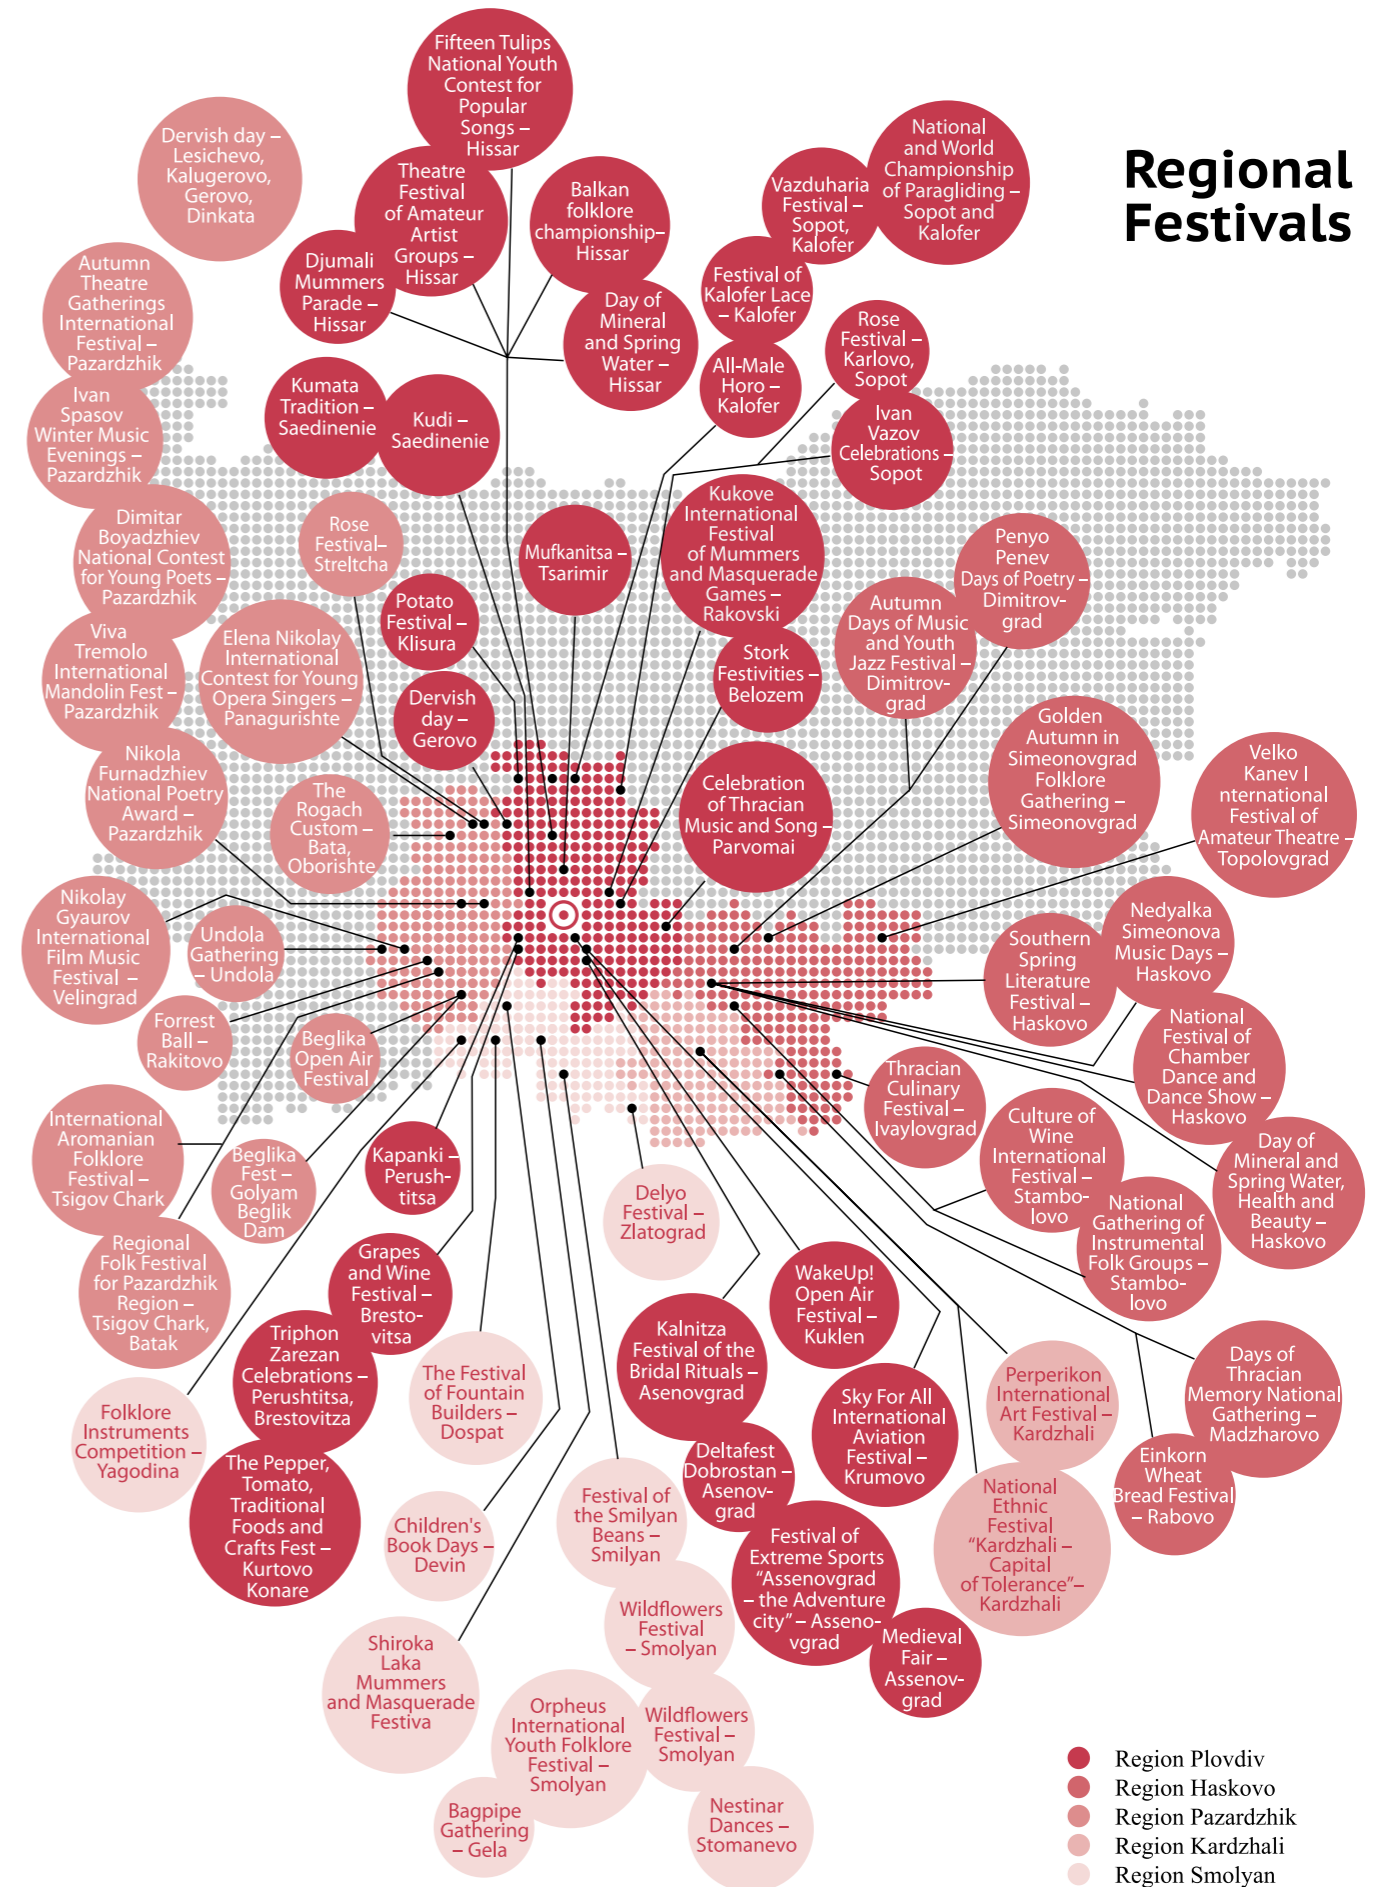 Regional
Festivals
Fifteen Tulips
National Youth
Contest for
Popular
Songs –
Hissar
Dervish day –
Lesichevo,
Kalugerovo,
Gerovo,
Dinkata
Theatre
Festival
of Amateur
Artist
Groups –
Hissar
Balkan
folklore
championship–
Hissar
Vazduharia
Festival –
Sopot,
Kalofer
National
and World
Championship
of Paragliding –
Sopot and
Kalofer
Djumali
Mummers
Parade –
Hissar
Autumn
Theatre
Gatherings
International
Festival –
Pazardzhik
Day of
Mineral
and Spring
Water –
Hissar
Festival of
Kalofer Lace
– Kalofer
Rose
Festival –
Karlovo,
Sopot
All-Male
Horo –
Kalofer
Kumata
Tradition –
Saedinenie
Kudi –
Saedinenie
Ivan
Vazov
Celebrations –
Sopot
Ivan
Spasov
Winter Music
Evenings –
Pazardzhik
Dimitar
Boyadzhiev
National Contest
for Young Poets –
Pazardzhik
Rose
Festival–
Streltcha
Mufkanitsa –
Tsarimir
Kukove
International
Festival
of Mummers
and Masquerade
Games –
Rakovski
Penyo
Penev
Days of Poetry –
Dimitrov-
grad
Potato
Festival –
Klisura
Autumn
Days of Music
and Youth
Jazz Festival –
Dimitrov-
grad
Viva
Tremolo
International
Mandolin Fest –
Pazardzhik
Elena Nikolay
International
Contest for Young
Opera Singers –
Panagurishte
Stork
Festivities –
Belozem
Dervish
day –
Gerovo
Golden
Autumn in
Simeonovgrad
Folklore
Gathering –
Simeonovgrad
Velko
Kanev I
nternational
Festival of
Amateur Theatre –
Topolovgrad
Nikola
Furnadzhiev
National Poetry
Award –
Pazardzhik
The
Rogach
Custom –
Bata,
Oborishte
Celebration
of Thracian
Music and Song –
Parvomai
Nikolay
Gyaurov
International
Film Music
Festival –
Velingrad
Undola
Gathering
– Undola
Southern
Spring
Literature
Festival –
Haskovo
Nedyalka
Simeonova
Music Days –
Haskovo
Forrest
Ball –
Rakitovo
Beglika
Open Air
Festival
National
Festival of
Chamber
Dance and
Dance Show –
Haskovo
Thracian
Culinary
Festival –
Ivaylovgrad
International
Aromanian
Folklore
Festival –
Tsigov Chark
Beglika
Fest –
Golyam
Beglik
Dam
Kapanki –
Perush-
titsa
Culture of
Wine
International
Festival –
Stambo-
lovo
Day of
Mineral and
Spring Water,
Health and
Beauty –
Haskovo
Delyo
Festival –
Zlatograd
National
Gathering of
Instrumental
Folk Groups –
Stambo-
lovo
Regional
Folk Festival
for Pazardzhik
Region –
Tsigov Chark,
Batak
Grapes
and Wine
Festival –
Bresto-
vitsa
WakeUp!
Open Air
Festival –
Kuklen
Triphon
Zarezan
Celebrations –
Perushtitsa,
Brestovitza
Kalnitza
Festival of the
Bridal Rituals –
Asenovgrad
Days of
Thracian
Memory National
Gathering –
Madzharovo
The Festival
of Fountain
Builders –
Dospat
Perperikon
International
Art Festival –
Kardzhali
Sky For All
International
Aviation
Festival –
Krumovo
Folklore
Instruments
Competition –
Yagodina
Deltafest
Dobrostan –
Asenov-
grad
Einkorn
Wheat
Bread Festival
– Rabovo
The Pepper,
Tomato,
Traditional
Foods and
Crafts Fest –
Kurtovo
Konare
National
Ethnic
Festival
“Kardzhali –
Capital
of Tolerance”–
Kardzhali
Festival of
the Smilyan
Beans –
Smilyan
Children's
Book Days –
Devin
Festival of
Extreme Sports
“Assenovgrad
– the Adventure
city” – Asseno-
vgrad
Wildflowers
Festival
– Smolyan
Medieval
Fair –
Assenov-
grad
Shiroka
Laka
Mummers
and Masquerade
Festiva
Orpheus
International
Youth Folklore
Festival –
Smolyan
Wildflowers
Festival –
Smolyan
Bagpipe
Gathering
– Gela
Nestinar
Dances –
Stomanevo
Region Plovdiv
Region Haskovo
Region Pazardzhik
Region Kardzhali
Region Smolyan